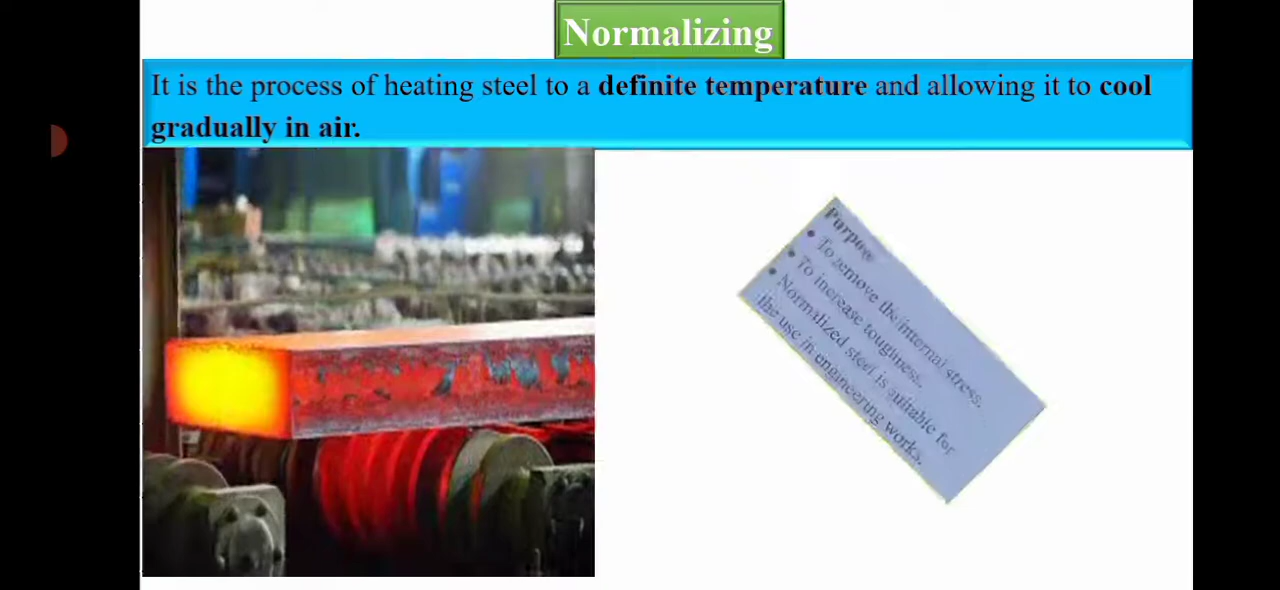 Normalizing
It is the process of heating steel to a definite temperature and allowing it to cool
gradually in air.
Purpose
• To remove the internal stress.
• To increase toughness.
• Normalized steel is suitable for
the use in engineering works.